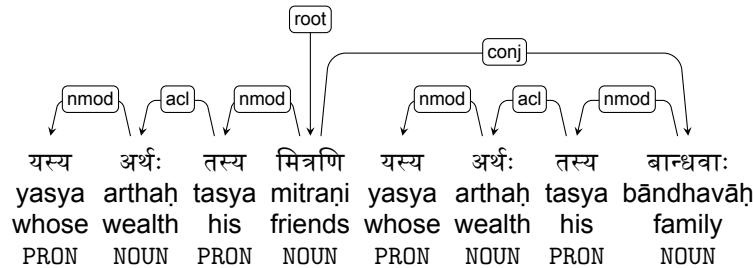 root
conj
nmod acl nmod nmod acl nmod
यस्य अर्थः तस्य मित्रणि यस्य अर्थः तस्य बान्धवाः
yasya arthaḥ tasya mitraṇi yasya arthaḥ tasya bāndhavāḥ
whose wealth his friends whose wealth his family
PRON NOUN PRON NOUN PRON NOUN PRON NOUN